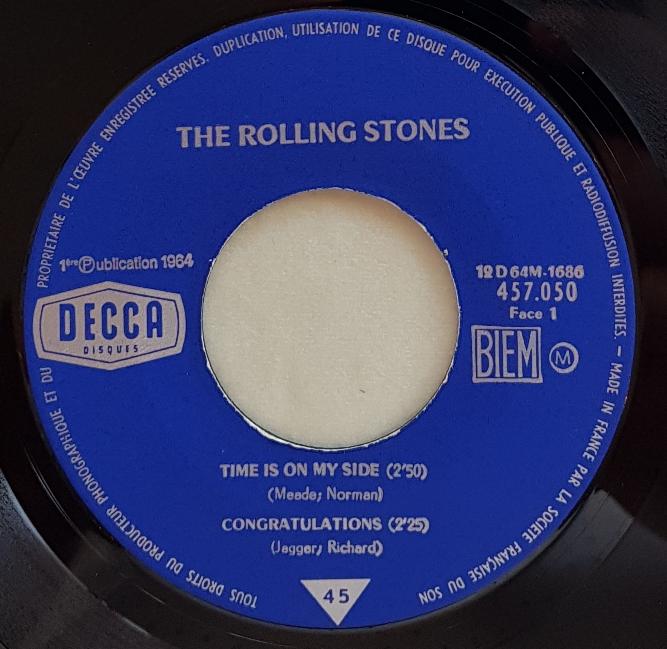 TOUS DROITS DU PRODUCTEUR PHONOGRAPHIQUE ET DU PROPRIETAIRE DE L'ŒUVRE ENREGISTREE RESERVES. DUPLICATION, UTILISATION DE CE DISQUE POUR EXECUTION PUBLIQUE ET RADIODIFFUSION INTERDITES. — MADE IN FRANCE PAR LA SOCIETE FRANÇAISE DU SON
THE ROLLING STONES
1ère Ⓟublication 1964
DECCA
DISQUES
12 D 64M-1686
457.050
Face 1
BIEM Ⓜ
TIME IS ON MY SIDE (2'50)
(Meade; Norman)
CONGRATULATIONS (2'25)
(Jagger; Richard)
45